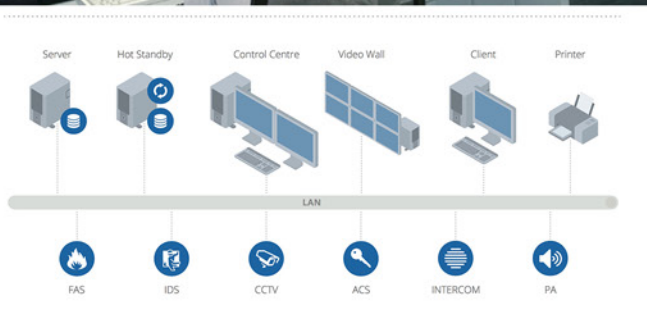 Server
Hot Standby
Control Centre
Video Wall
Client
Printer
LAN
FAS
IDS
CCTV
ACS
INTERCOM
PA